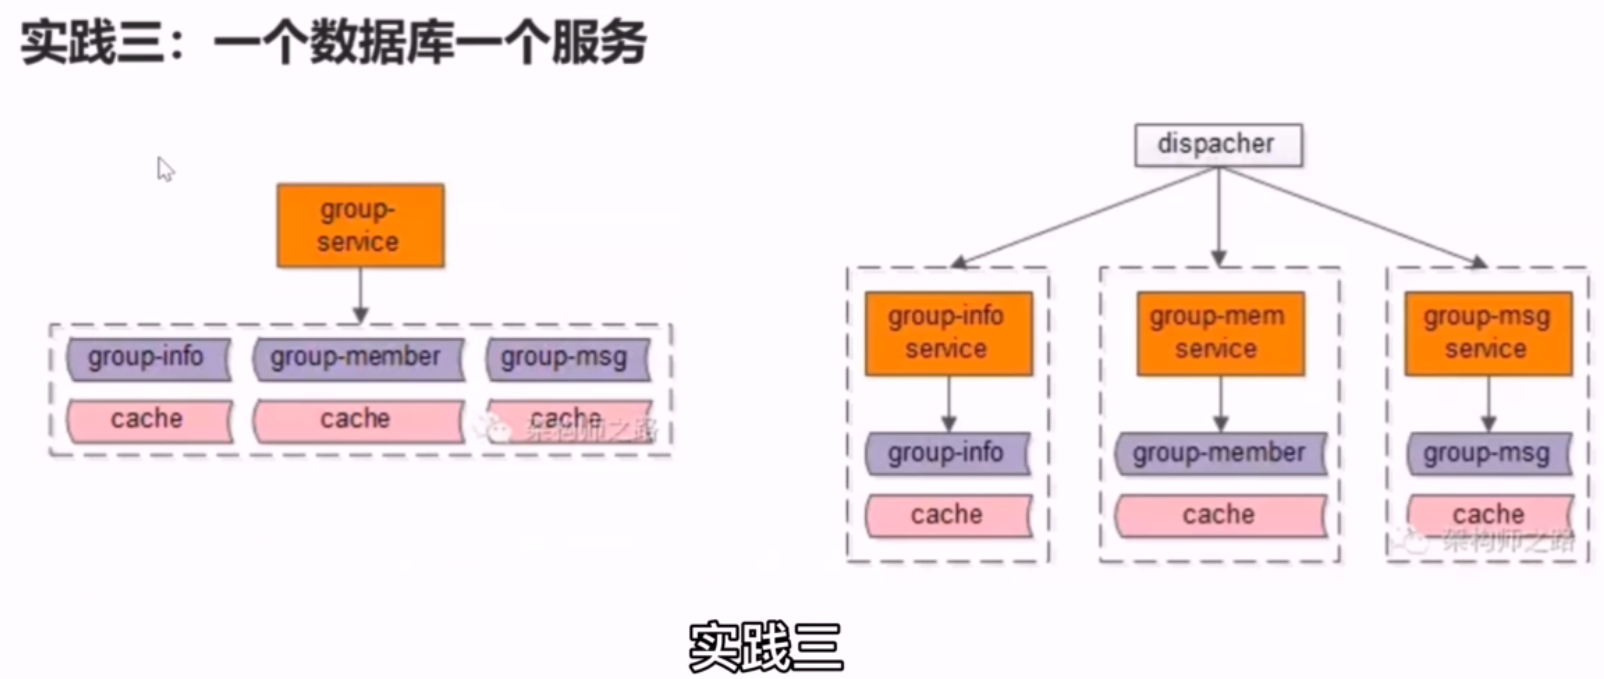 实践三：一个数据库一个服务
group-
service
group-info
group-member
group-msg
cache
cache
cache
架构师之路
dispacher
group-info
service
group-mem
service
group-msg
service
group-info
group-member
group-msg
cache
cache
cache
架构师之路
实践三